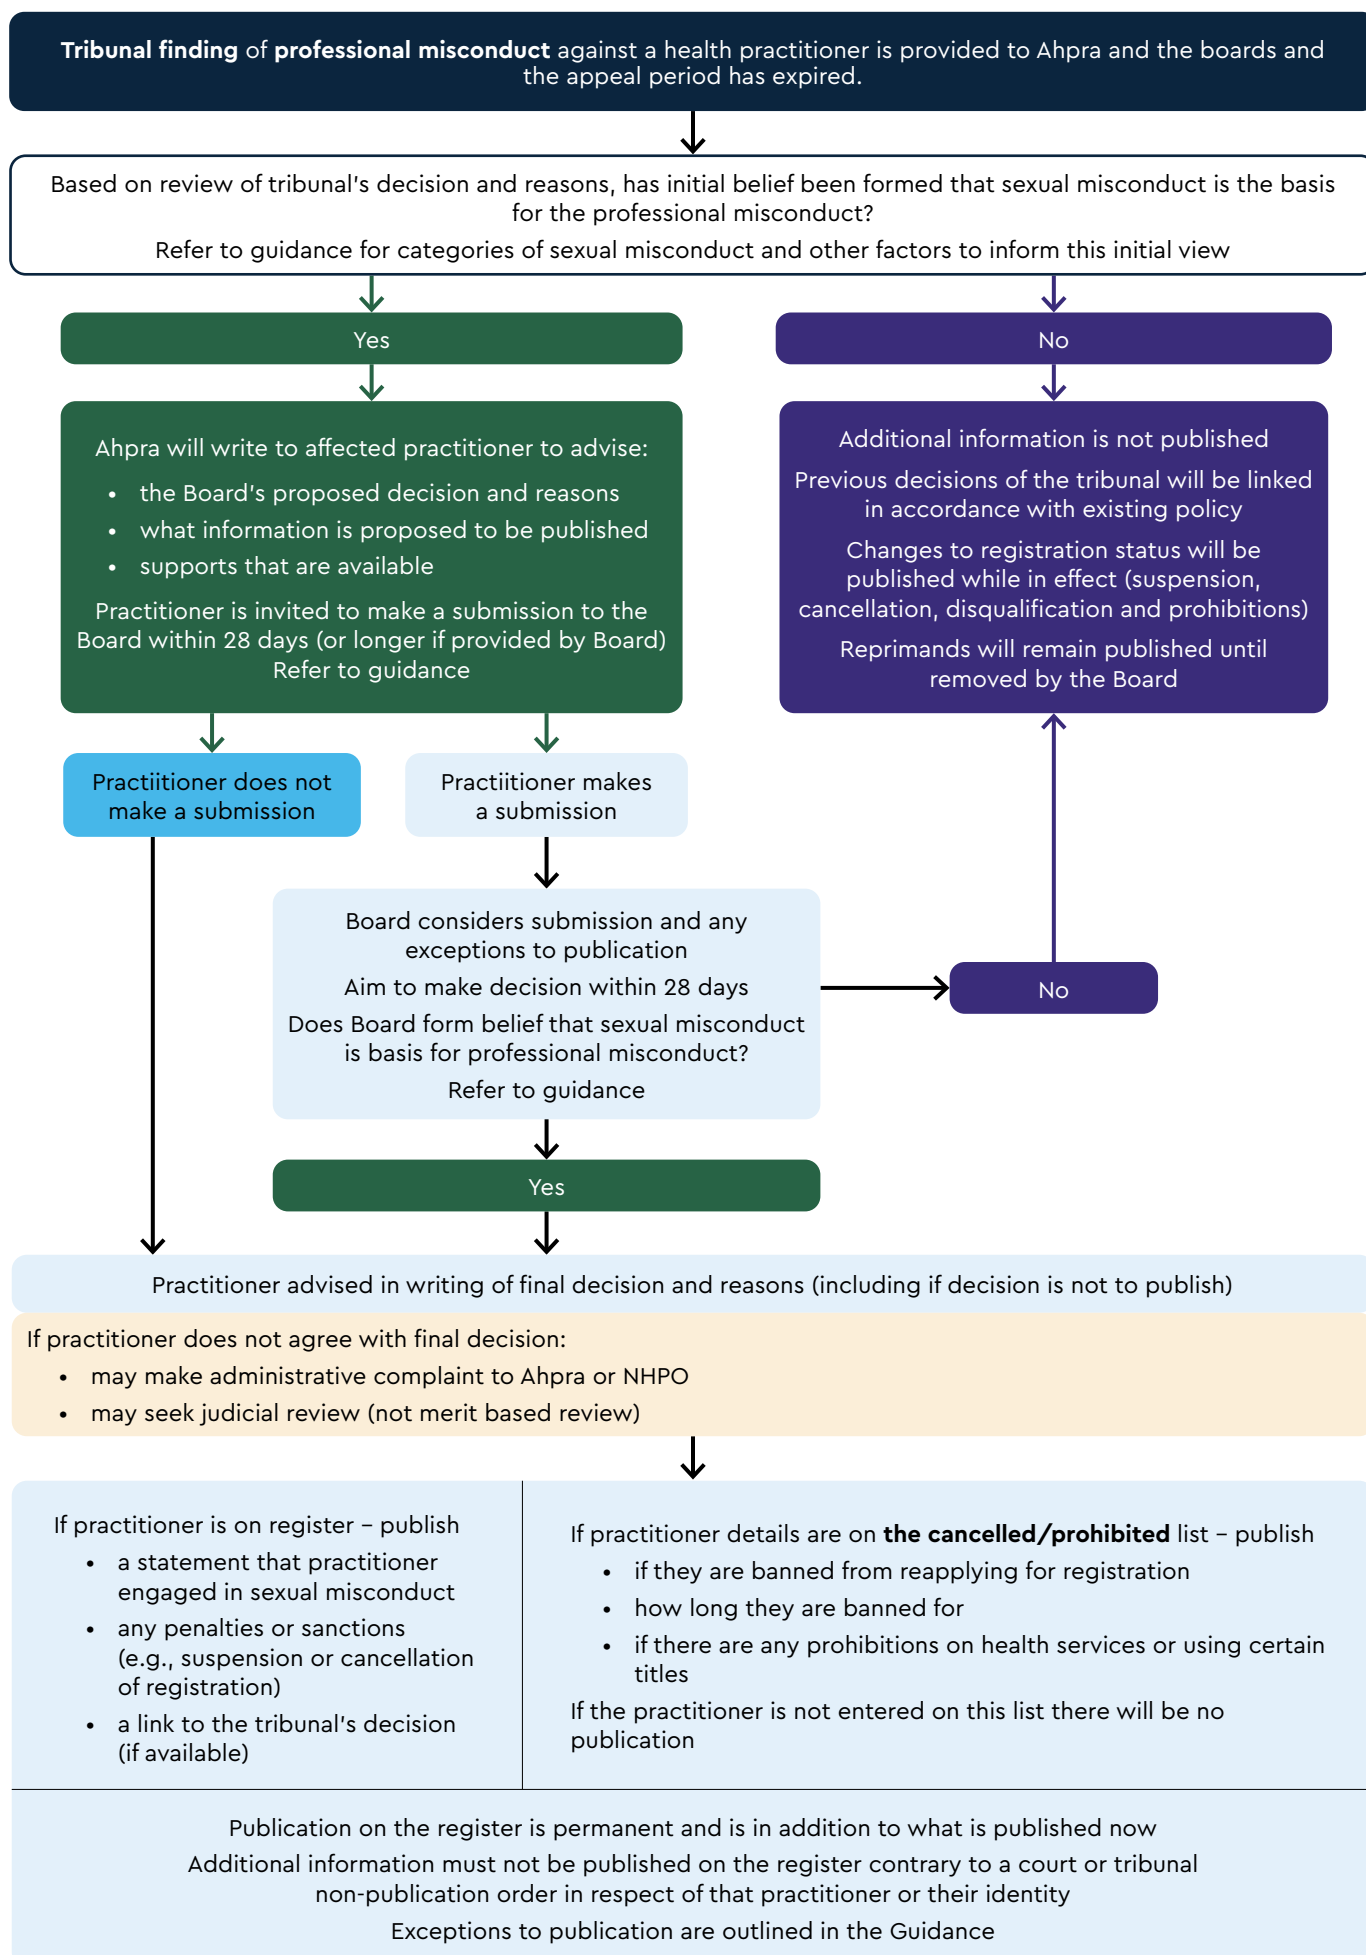 Tribunal finding of professional misconduct against a health practitioner is provided to Ahpra and the boards and
the appeal period has expired.
Based on review of tribunal's decision and reasons, has initial belief been formed that sexual misconduct is the basis
for the professional misconduct?
Refer to guidance for categories of sexual misconduct and other factors to inform this initial view
Yes
No
Ahpra will write to affected practitioner to advise:
• the Board's proposed decision and reasons
• what information is proposed to be published
• supports that are available
Practitioner is invited to make a submission to the
Board within 28 days (or longer if provided by Board)
Refer to guidance
Additional information is not published
Previous decisions of the tribunal will be linked
in accordance with existing policy
Changes to registration status will be
published while in effect (suspension,
cancellation, disqualification and prohibitions)
Reprimands will remain published until
removed by the Board
Practiitioner does not
make a submission
Practiitioner makes
a submission
Board considers submission and any
exceptions to publication
Aim to make decision within 28 days
Does Board form belief that sexual misconduct
is basis for professional misconduct?
Refer to guidance
No
Yes
Practitioner advised in writing of final decision and reasons (including if decision is not to publish)
If practitioner does not agree with final decision:
• may make administrative complaint to Ahpra or NHPO
• may seek judicial review (not merit based review)
If practitioner is on register – publish
• a statement that practitioner
engaged in sexual misconduct
• any penalties or sanctions
(e.g., suspension or cancellation
of registration)
• a link to the tribunal's decision
(if available)
If practitioner details are on the cancelled/prohibited list – publish
• if they are banned from reapplying for registration
• how long they are banned for
• if there are any prohibitions on health services or using certain
titles
If the practitioner is not entered on this list there will be no
publication
Publication on the register is permanent and is in addition to what is published now
Additional information must not be published on the register contrary to a court or tribunal
non-publication order in respect of that practitioner or their identity
Exceptions to publication are outlined in the Guidance